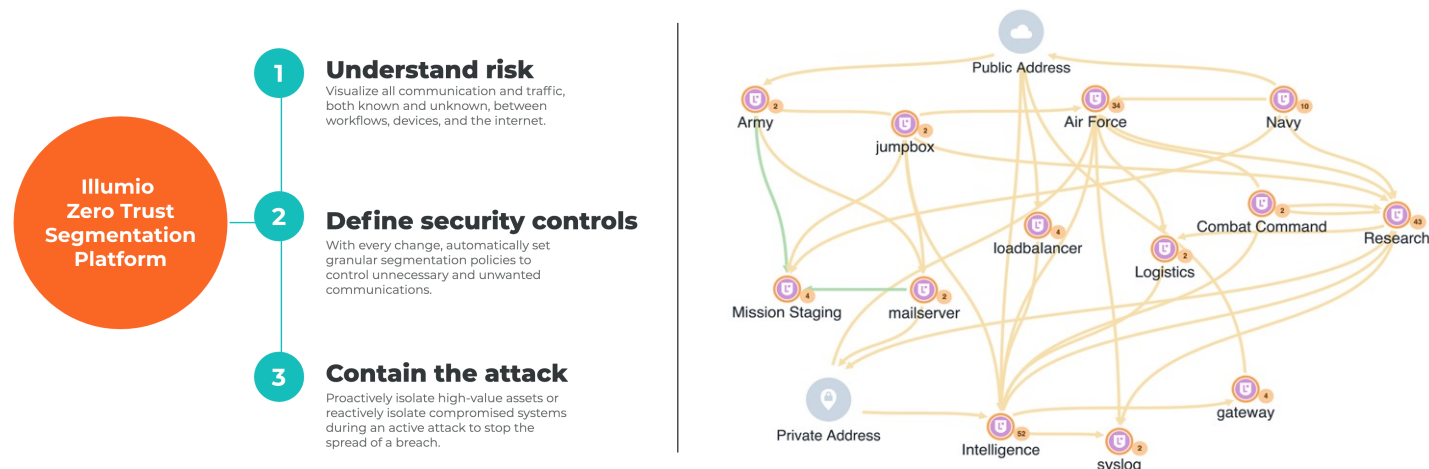 Illumio
Zero Trust
Segmentation
Platform
1
Understand risk
Visualize all communication and traffic,
both known and unknown, between
workflows, devices, and the internet.
2
Define security controls
With every change, automatically set
granular segmentation policies to
control unnecessary and unwanted
communications.
3
Contain the attack
Proactively isolate high-value assets or
reactively isolate compromised systems
during an active attack to stop the
spread of a breach.
Public Address
2
Army
2
jumpbox
34
Air Force
10
Navy
4
loadbalancer
2
Combat Command
43
Research
2
Logistics
4
Mission Staging
2
mailserver
Private Address
52
Intelligence
4
gateway
2
syslog